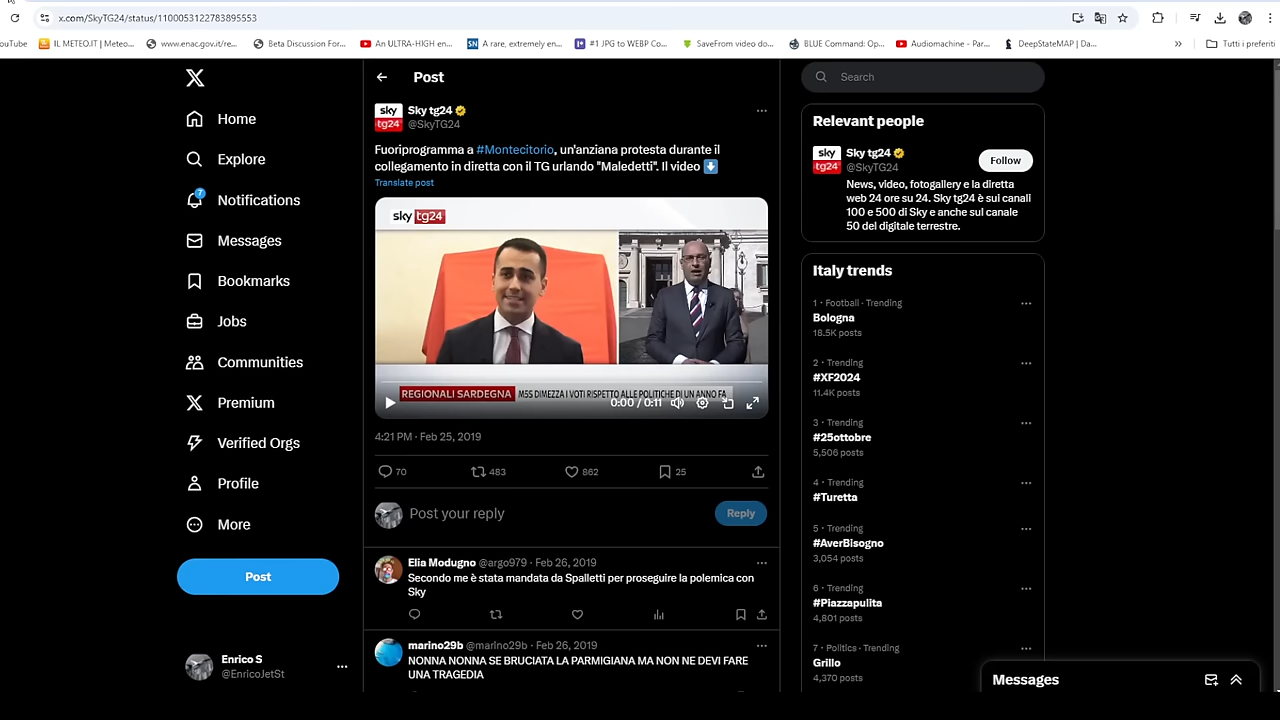 x.com/SkyTG24/status/1100053122783895553
YouTube
IL METEO.IT | Meteo...
www.enac.gov.it/re...
Beta Discussion For...
An ULTRA-HIGH en...
SN
A rare, extremely en...
#1 JPG to WEBP Co...
SaveFrom video do...
BLUE Command: Op...
Audiomachine - Par...
DeepStateMAP | Da...
Tutti i preferiti
Home
Explore
7
Notifications
Messages
Bookmarks
Jobs
Communities
Premium
Verified Orgs
Profile
More
Post
Enrico S
@EnricoJetSt
Post
sky tg24
Sky tg24
@SkyTG24
Fuoriprogramma a #Montecitorio, un'anziana protesta durante il
collegamento in diretta con il TG urlando "Maledetti". Il video
Translate post
sky tg24
REGIONALI SARDEGNA M5S DIMEZZA I VOTI RISPETTO ALLE POLITICHE DI UN ANNO FA
0:00 / 0:11
4:21 PM · Feb 25, 2019
70 483 862 25
Post your reply
Reply
Elia Modugno @argo979 · Feb 26, 2019
Secondo me è stata mandata da Spalletti per proseguire la polemica con
Sky
marino29b @marino29b · Feb 26, 2019
NONNA NONNA SE BRUCIATA LA PARMIGIANA MA NON NE DEVI FARE
UNA TRAGEDIA
Search
Relevant people
sky tg24
Sky tg24
@SkyTG24
Follow
News, video, fotogallery e la diretta
web 24 ore su 24. Sky tg24 è sui canali
100 e 500 di Sky e anche sul canale
50 del digitale terrestre.
Italy trends
1 · Football · Trending
Bologna
18.5K posts
2 · Trending
#XF2024
11.4K posts
3 · Trending
#25ottobre
5,506 posts
4 · Trending
#Turetta
5 · Trending
#AverBisogno
3,054 posts
6 · Trending
#Piazzapulita
4,801 posts
7 · Politics · Trending
Grillo
4,370 posts
Messages